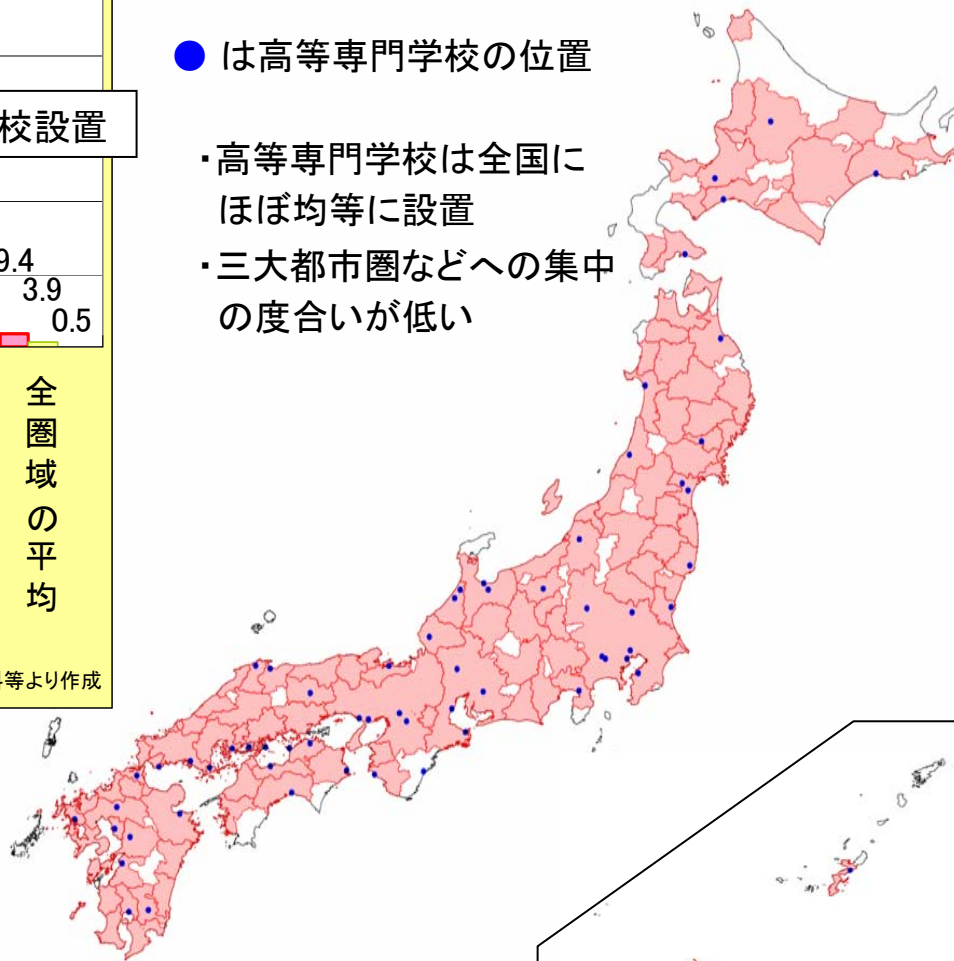 ● は高等専門学校の位置
校設置
・高等専門学校は全国に
ほぼ均等に設置
・三大都市圏などへの集中
の度合いが低い
9.4
3.9
0.5
全圏域の平均
等より作成